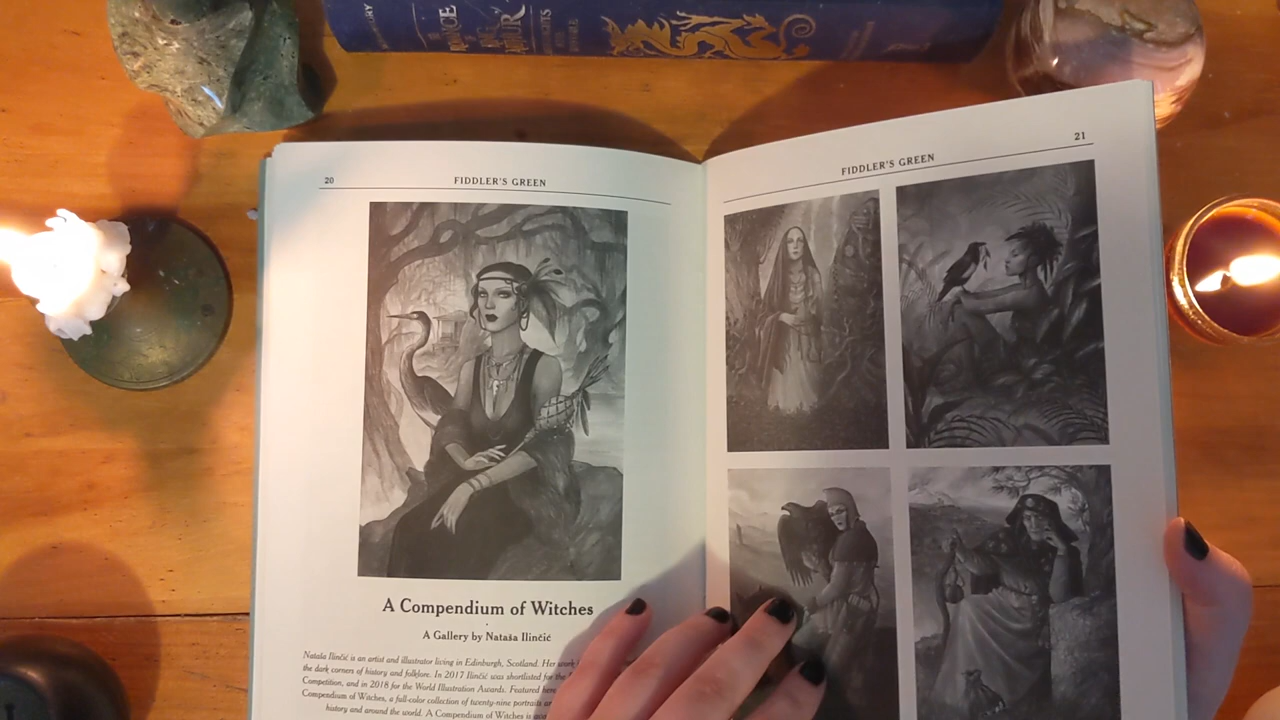 20
FIDDLER'S GREEN
A Compendium of Witches
A Gallery by Nataša Ilinčić
Nataša Ilinčić is an artist and illustrator living in Edinburgh, Scotland. Her work
the dark corners of history and folklore. In 2017 Ilinčić was shortlisted for the
Competition, and in 2018 for the World Illustration Awards. Featured here
Compendium of Witches, a full-color collection of twenty-nine portraits
history and around the world. A Compendium of Witches is
FIDDLER'S GREEN
21